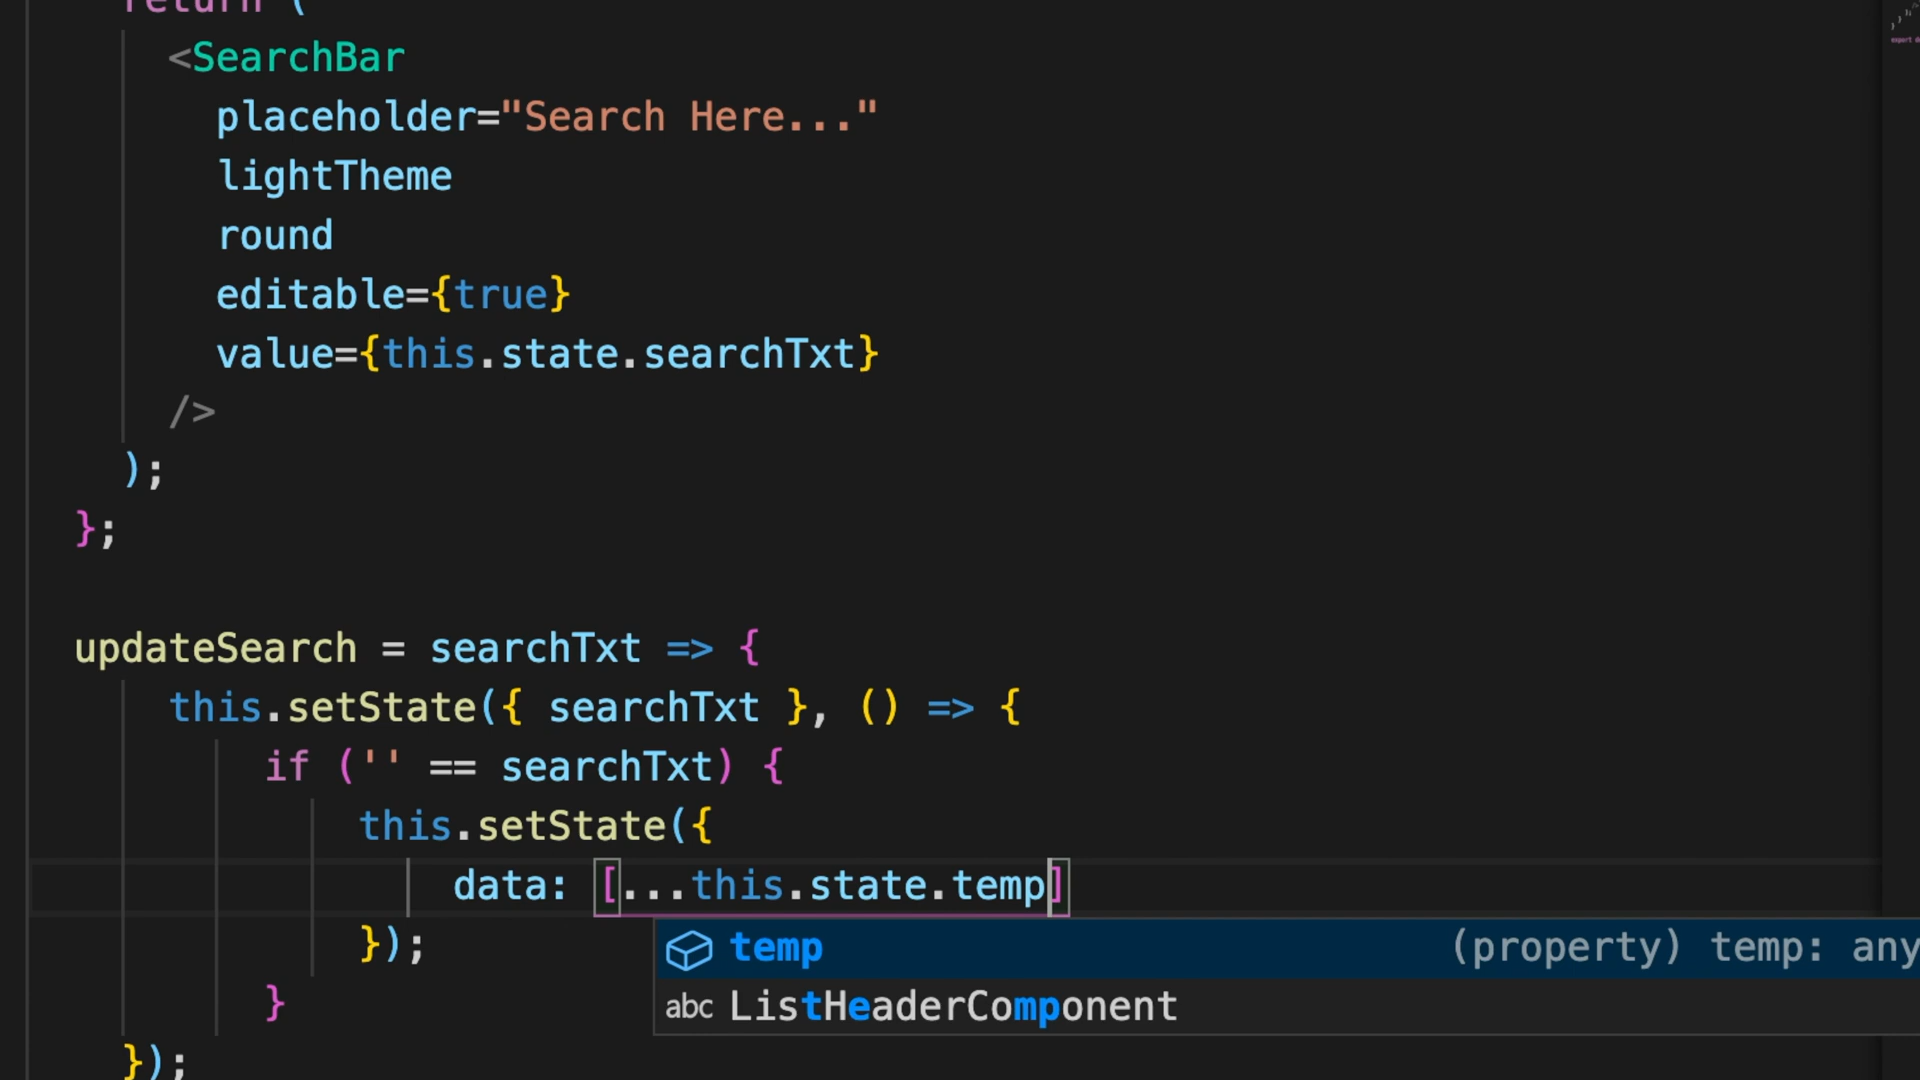 return (
<SearchBar
placeholder="Search Here..."
lightTheme
round
editable={true}
value={this.state.searchTxt}
/>
);
};
updateSearch = searchTxt => {
this.setState({ searchTxt }, () => {
if ('' == searchTxt) {
this.setState({
data: [...this.state.temp]
});
temp (property) temp: any
abc ListHeaderComponent
}
});